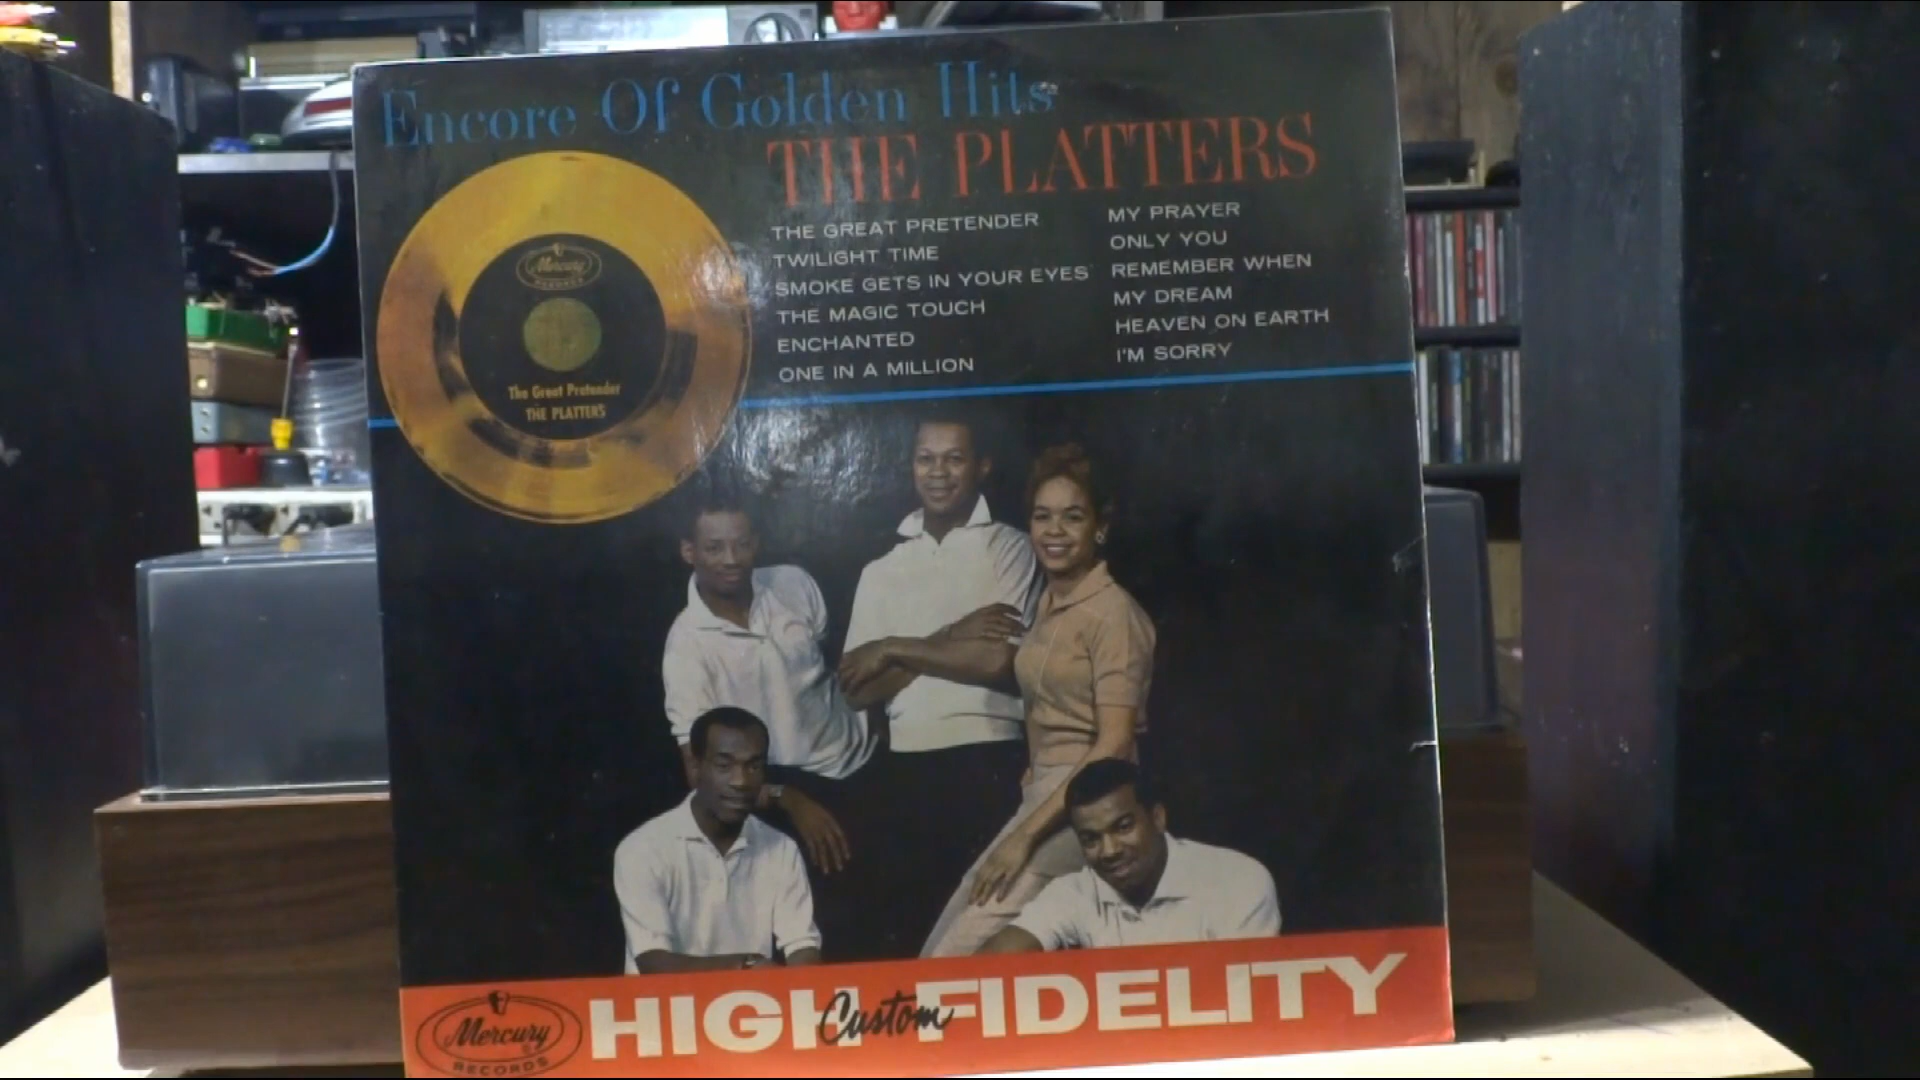 Encore Of Golden Hits
THE PLATTERS
THE GREAT PRETENDER
TWILIGHT TIME
SMOKE GETS IN YOUR EYES
THE MAGIC TOUCH
ENCHANTED
ONE IN A MILLION
MY PRAYER
ONLY YOU
REMEMBER WHEN
MY DREAM
HEAVEN ON EARTH
I'M SORRY
Mercury
RECORDS
The Great Pretender
THE PLATTERS
Mercury
RECORDS
HIGH FIDELITY
Custom